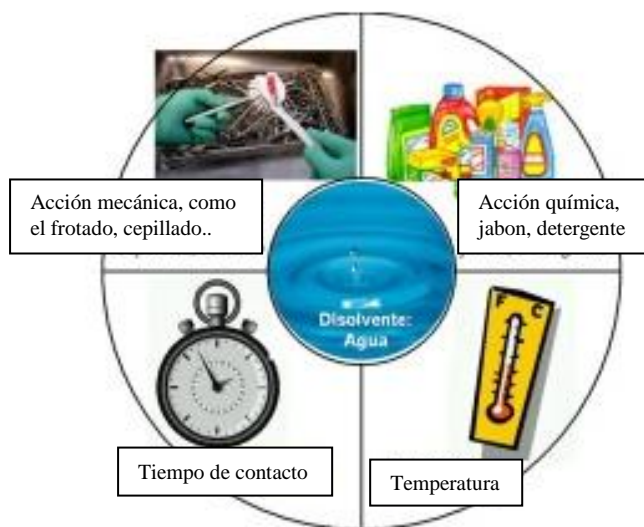 Acción mecánica, como
el frotado, cepillado..
Acción química,
jabon, detergente
Disolvente:
Agua
F C
Tiempo de contacto
Temperatura